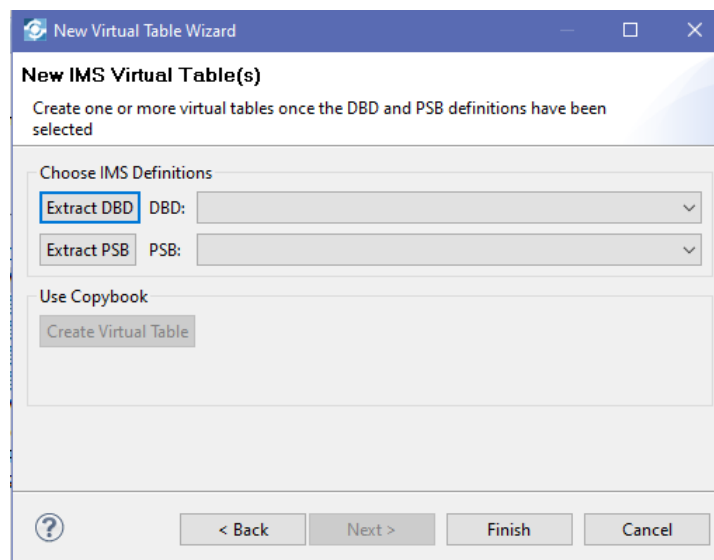 New Virtual Table Wizard
New IMS Virtual Table(s)
Create one or more virtual tables once the DBD and PSB definitions have been
selected
Choose IMS Definitions
Extract DBD DBD:
Extract PSB PSB:
Use Copybook
Create Virtual Table
? < Back Next > Finish Cancel